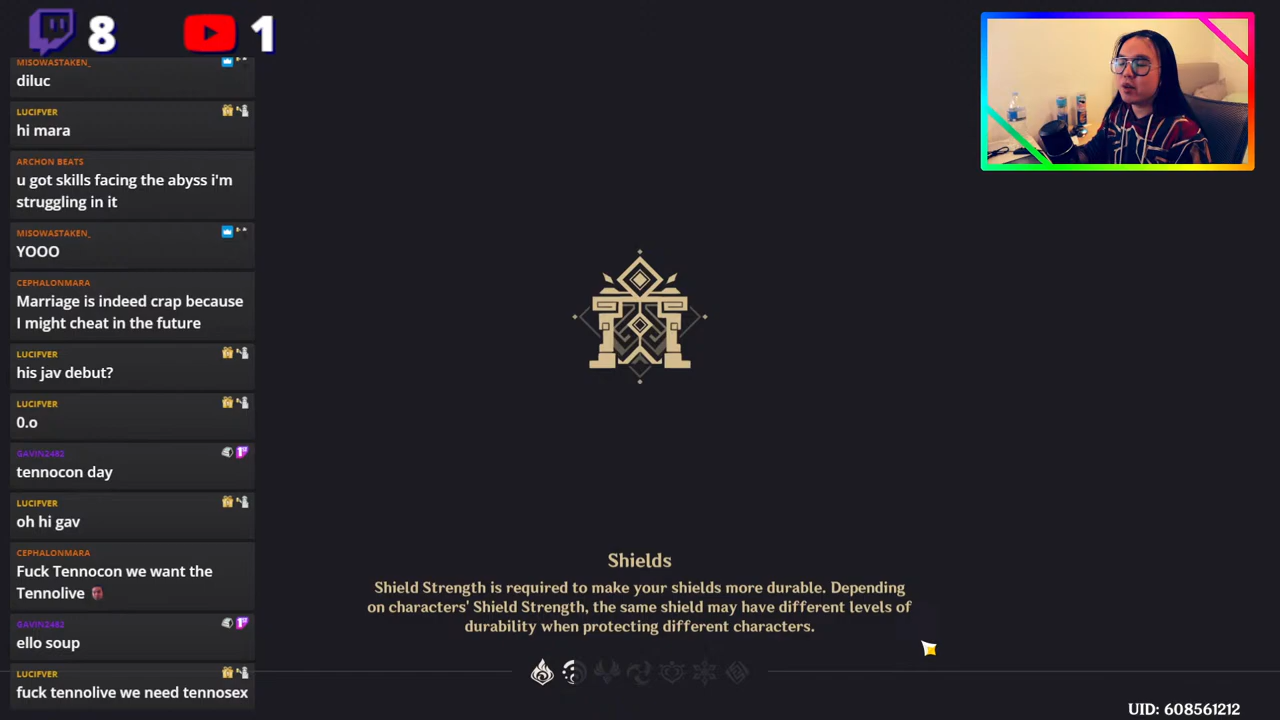 8
1
MISOWASTAKEN_
diluc
LUCIFVER
hi mara
ARCHON BEATS
u got skills facing the abyss i'm
struggling in it
MISOWASTAKEN_
YOOO
CEPHALONMARA
Marriage is indeed crap because
I might cheat in the future
LUCIFVER
his jav debut?
LUCIFVER
0.o
GAVIN2482
tennocon day
LUCIFVER
oh hi gav
CEPHALONMARA
Fuck Tennocon we want the
Tennolive
GAVIN2482
ello soup
LUCIFVER
fuck tennolive we need tennosex
Shields
Shield Strength is required to make your shields more durable. Depending
on characters' Shield Strength, the same shield may have different levels of
durability when protecting different characters.
UID: 608561212